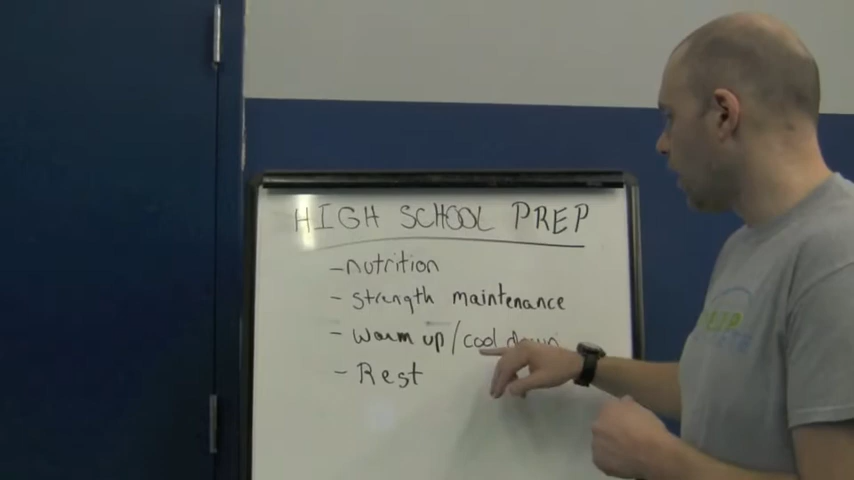 HIGH SCHOOL PREP
- nutrition
- strength maintenance
- warm up/cool down
- Rest